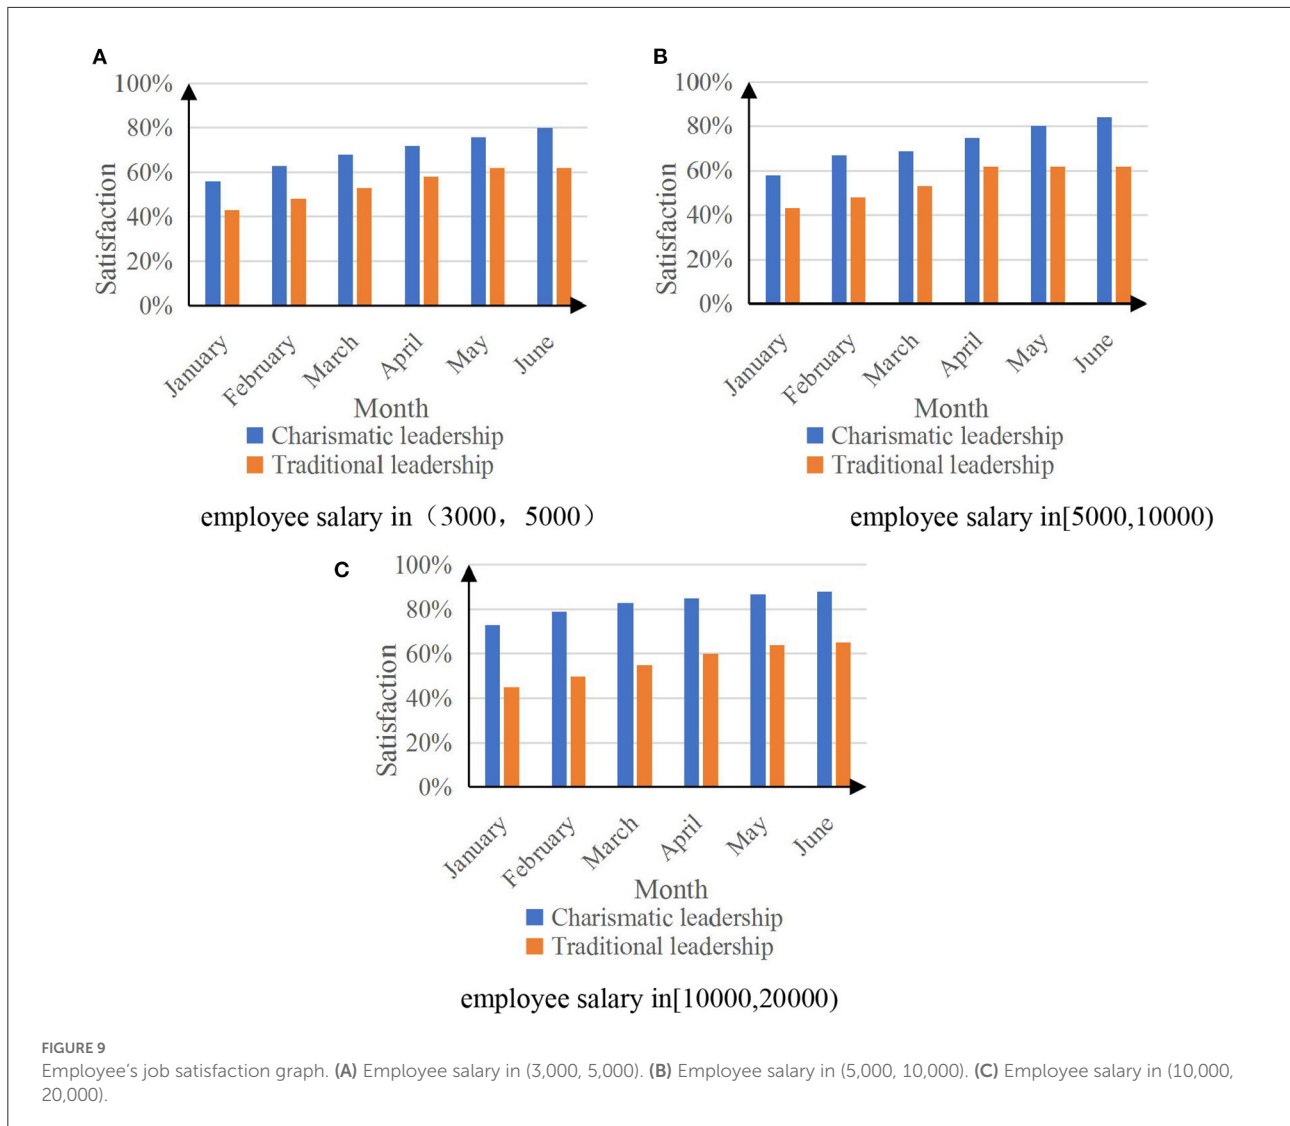 A
100%
80%
60%
40%
20%
0%
Satisfaction
January
February
March
April
May
June
Month
Charismatic leadership
Traditional leadership
employee salary in（3000，5000）
B
100%
80%
60%
40%
20%
0%
Satisfaction
January
February
March
April
May
June
Month
Charismatic leadership
Traditional leadership
employee salary in[5000,10000)
C
100%
80%
60%
40%
20%
0%
Satisfaction
January
February
March
April
May
June
Month
Charismatic leadership
Traditional leadership
employee salary in[10000,20000)
FIGURE 9
Employee’s job satisfaction graph. (A) Employee salary in (3,000, 5,000). (B) Employee salary in (5,000, 10,000). (C) Employee salary in (10,000,
20,000).